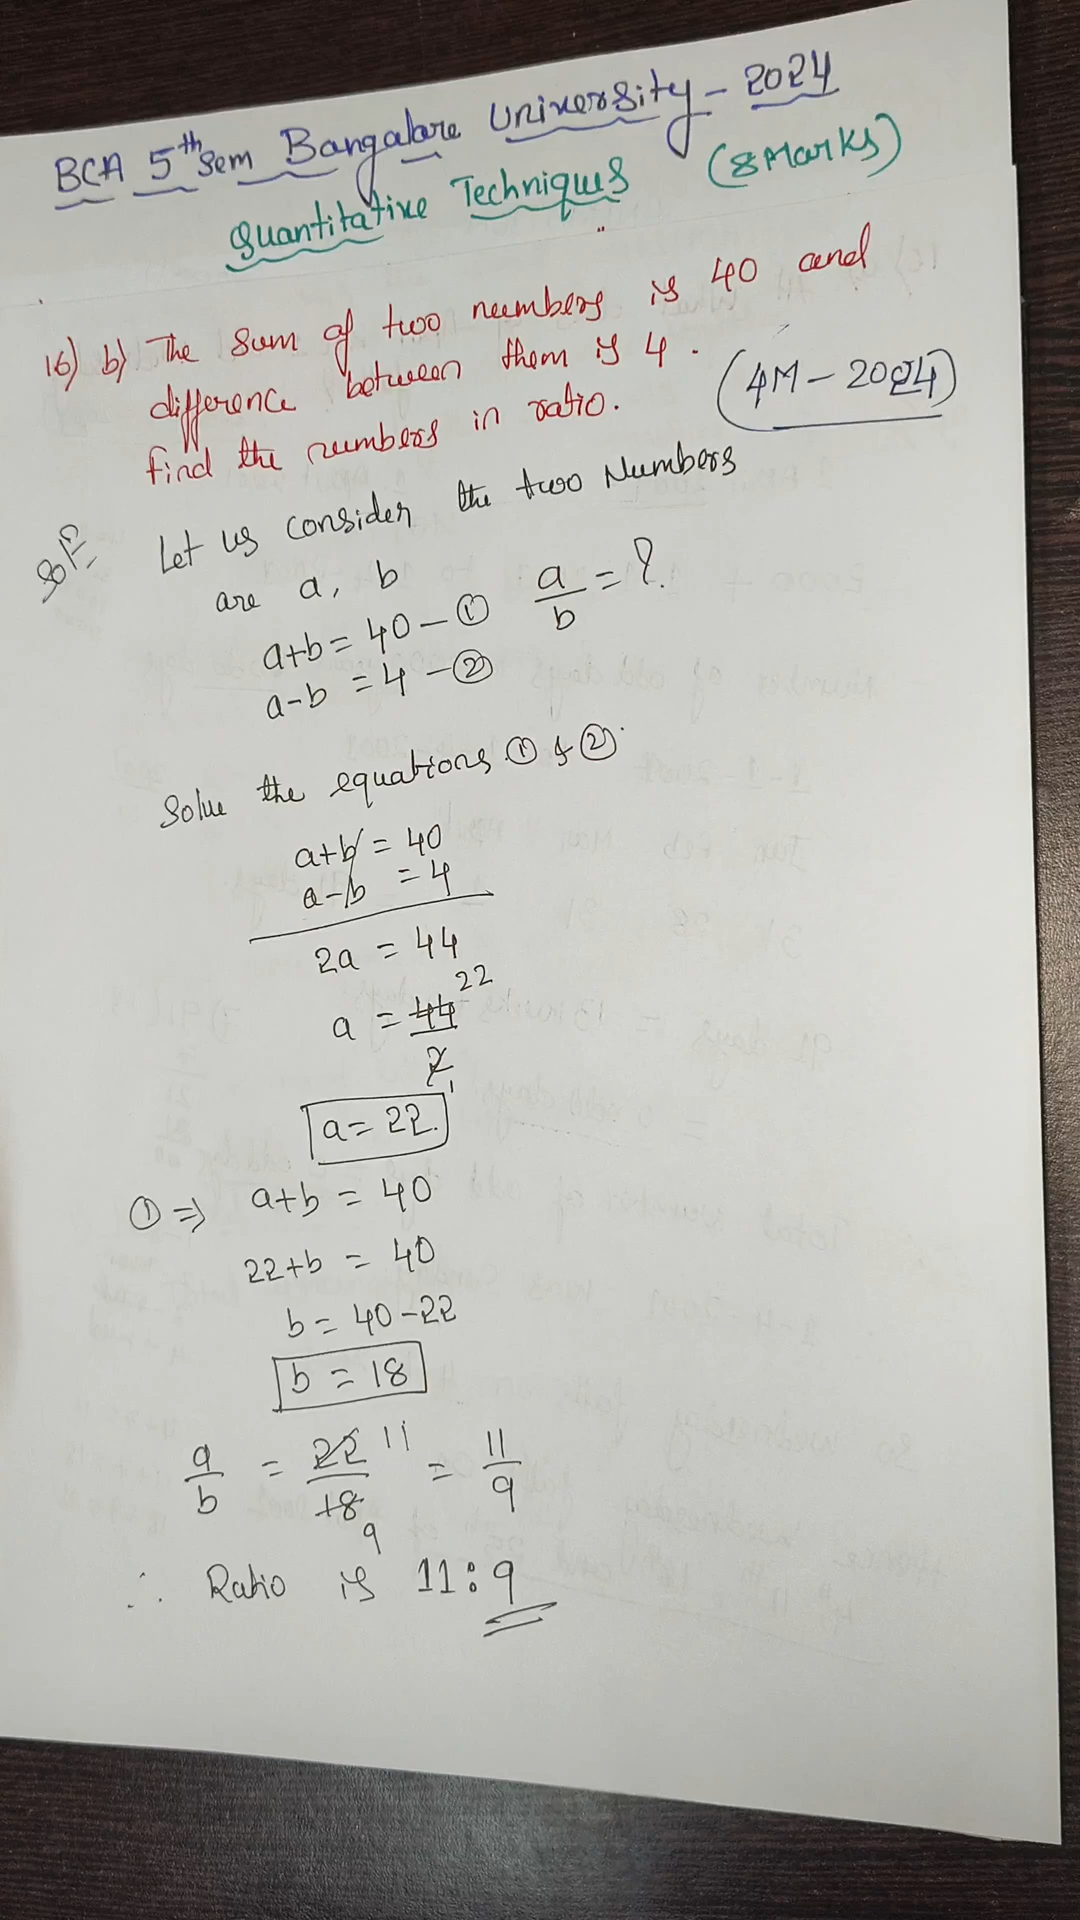 BCA 5th Sem Bangalore University - 2024
Quantitative Techniques (8 Marks)
16) b) The sum of two numbers is 40 and
difference between them is 4.
find the numbers in ratio. (4M - 2024)
Sol: Let us consider the two Numbers
are a, b
a+b = 40 - ① a/b = ?
a-b = 4 - ②
Solve the equations ① & ②.
a+b = 40
a-b = 4
2a = 44
a = 44/2 22 1
a = 22.
① ⇒ a+b = 40
22+b = 40
b = 40-22
b = 18
a/b = 22/18 11 9 = 11/9
∴ Ratio is 11:9